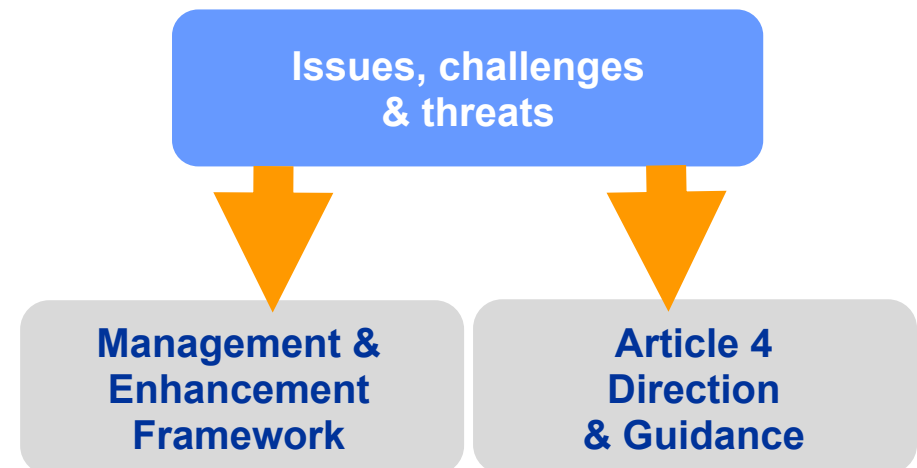 Issues, challenges
& threats
Management &
Enhancement
Framework
Article 4
Direction
& Guidance